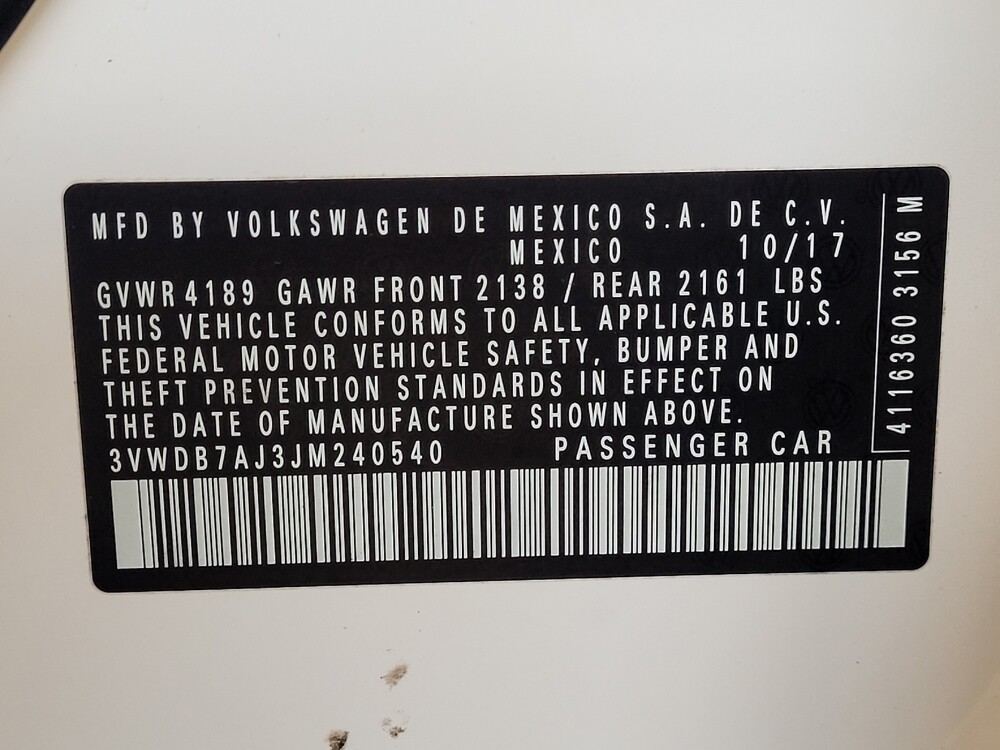 MFD BY VOLKSWAGEN DE MEXICO S.A. DE C.V.
MEXICO 10/17
GVWR 4189 GAWR FRONT 2138 / REAR 2161 LBS
THIS VEHICLE CONFORMS TO ALL APPLICABLE U.S.
FEDERAL MOTOR VEHICLE SAFETY, BUMPER AND
THEFT PREVENTION STANDARDS IN EFFECT ON
THE DATE OF MANUFACTURE SHOWN ABOVE.
3VWDB7AJ3JM240540 PASSENGER CAR
4116360 3156 M